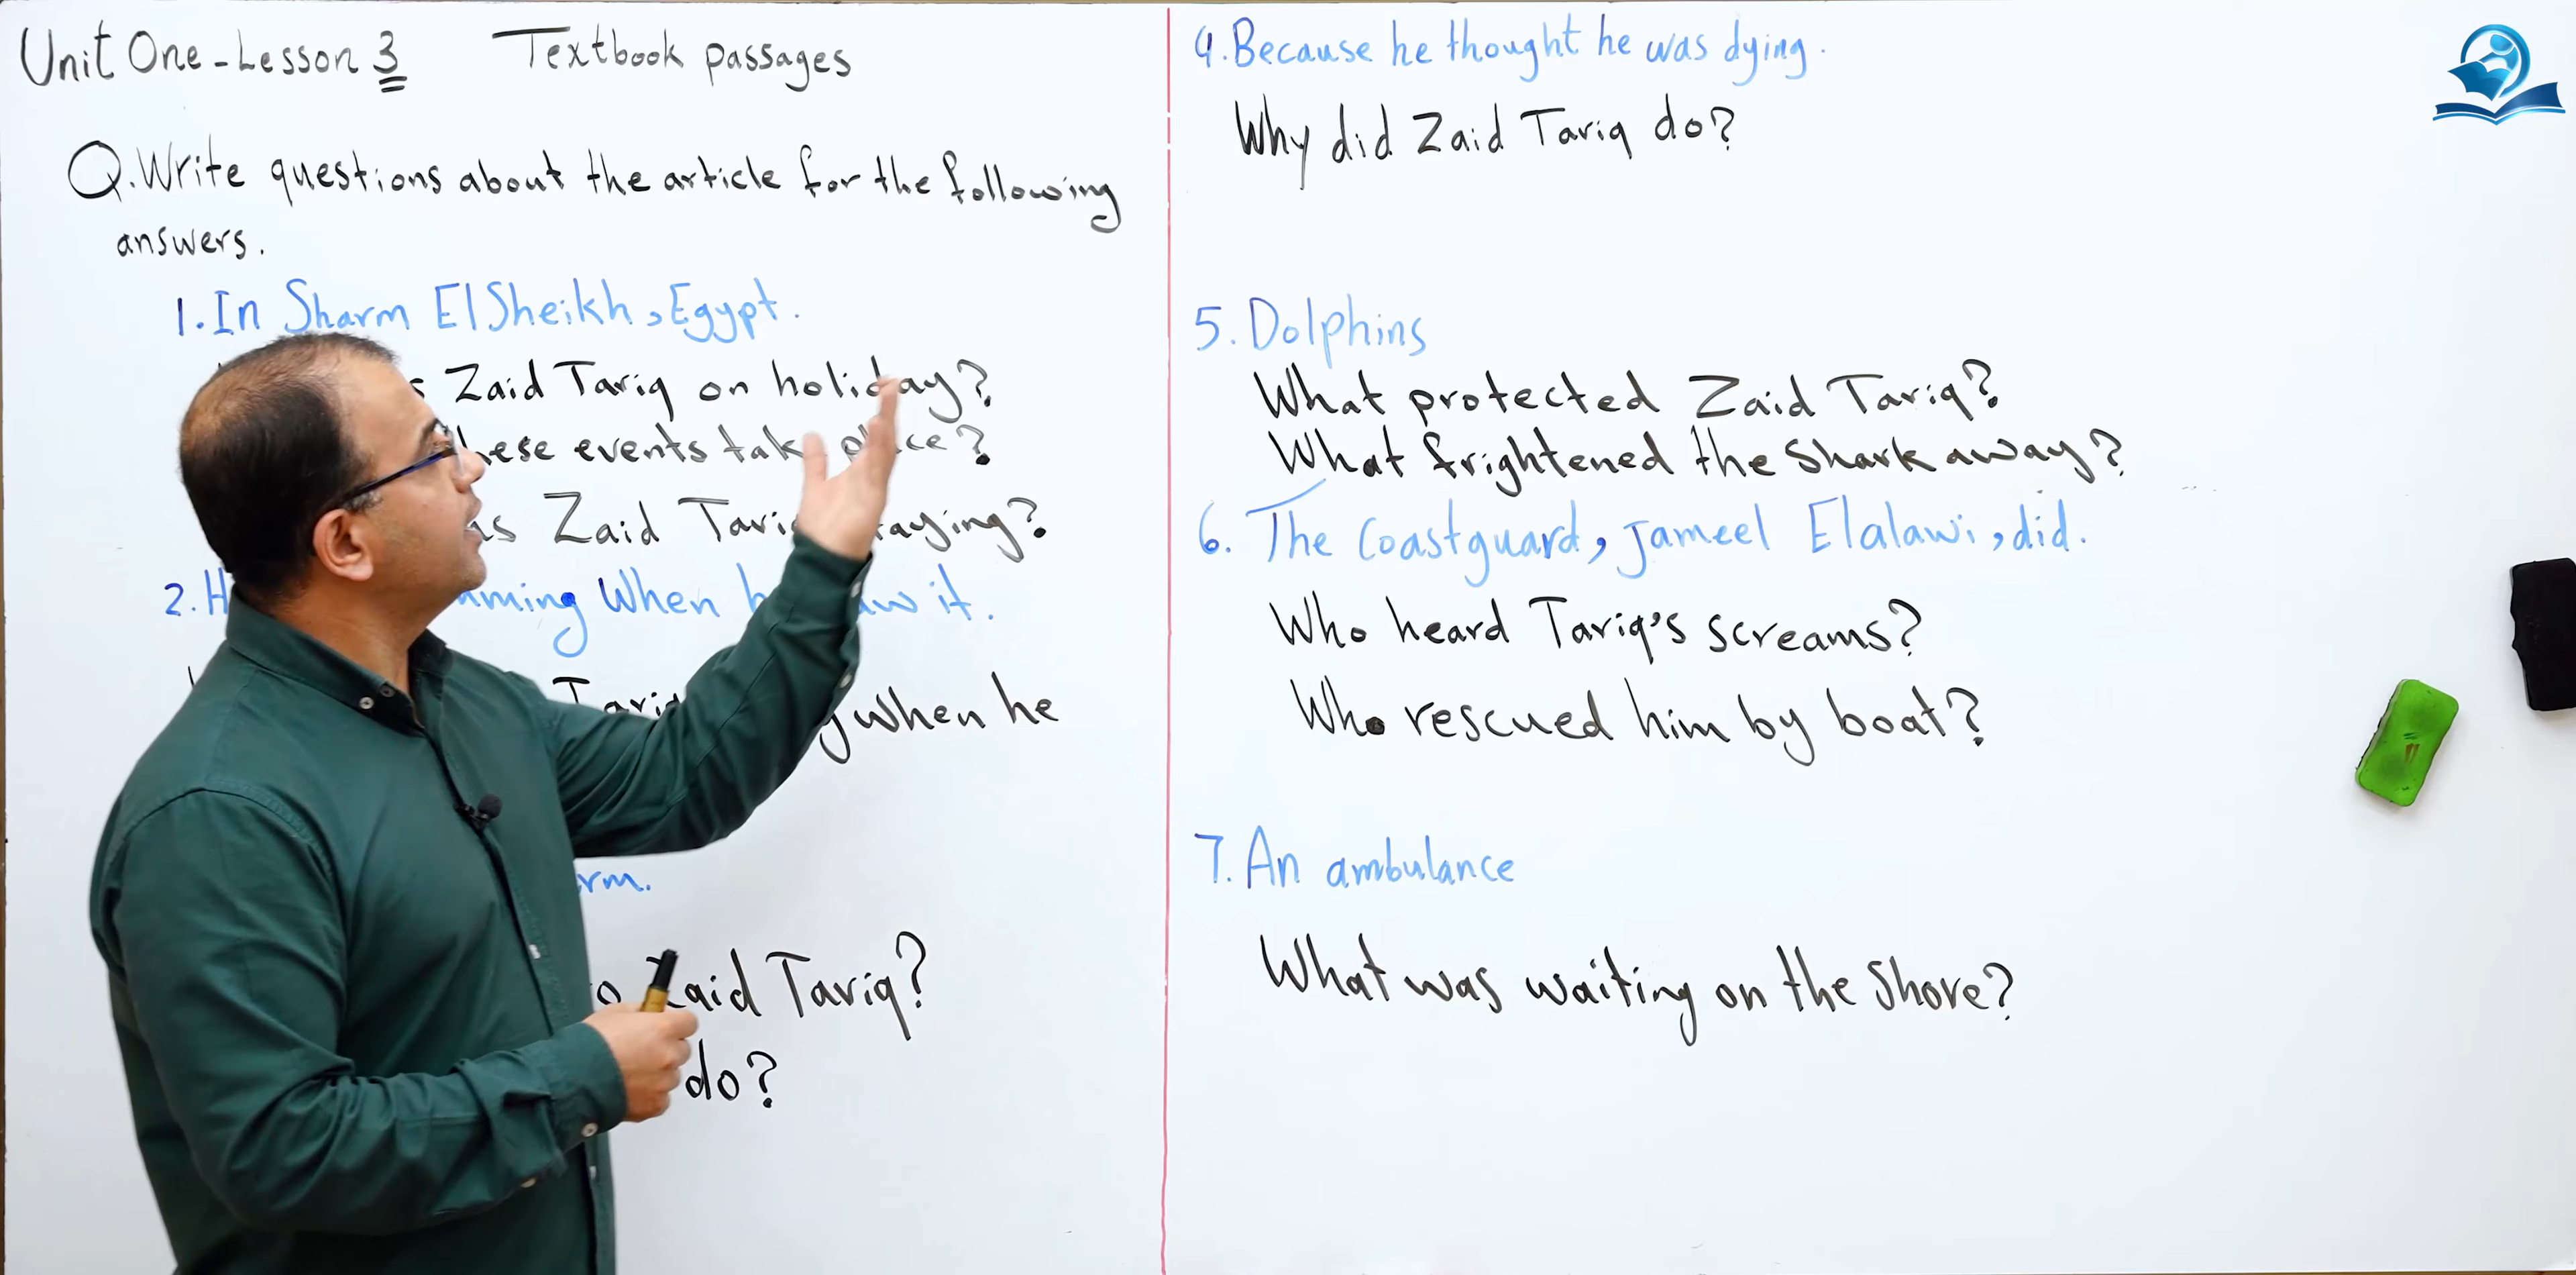 Unit One - Lesson 3 Textbook passages
Q. Write questions about the article for the following
answers.
1. In Sharm El Sheikh, Egypt.
Zaid Tariq on holiday?
events take place?
Zaid Tariq
2. When it.
Tariq when he
Zaid Tariq?
do?
4. Because he thought he was dying.
Why did Zaid Tariq do?
5. Dolphins
What protected Zaid Tariq?
What frightened the shark away?
6. The Coastguard, Jameel Elalawi, did.
Who heard Tariq's screams?
Who rescued him by boat?
7. An ambulance
What was waiting on the shore?